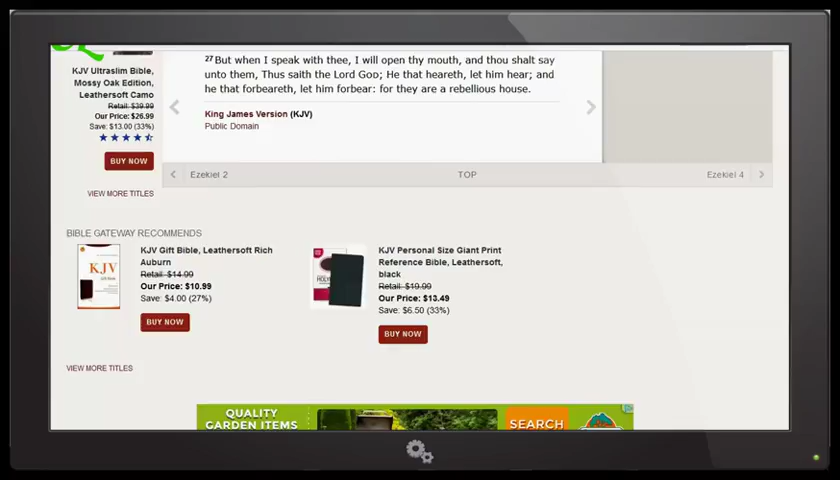 KJV Ultraslim Bible,
Mossy Oak Edition,
Leathersoft Camo
Retail: $39.99
Our Price: $26.99
Save: $13.00 (33%)
BUY NOW
VIEW MORE TITLES
27 But when I speak with thee, I will open thy mouth, and thou shalt say
unto them, Thus saith the Lord GOD; He that heareth, let him hear; and
he that forbeareth, let him forbear: for they are a rebellious house.
King James Version (KJV)
Public Domain
Ezekiel 2 TOP Ezekiel 4
BIBLE GATEWAY RECOMMENDS
KJV
KJV Gift Bible, Leathersoft Rich
Auburn
Retail: $14.99
Our Price: $10.99
Save: $4.00 (27%)
BUY NOW
KJV Personal Size Giant Print
Reference Bible, Leathersoft,
black
Retail: $19.99
Our Price: $13.49
Save: $6.50 (33%)
BUY NOW
VIEW MORE TITLES
QUALITY
GARDEN ITEMS
SEARCH